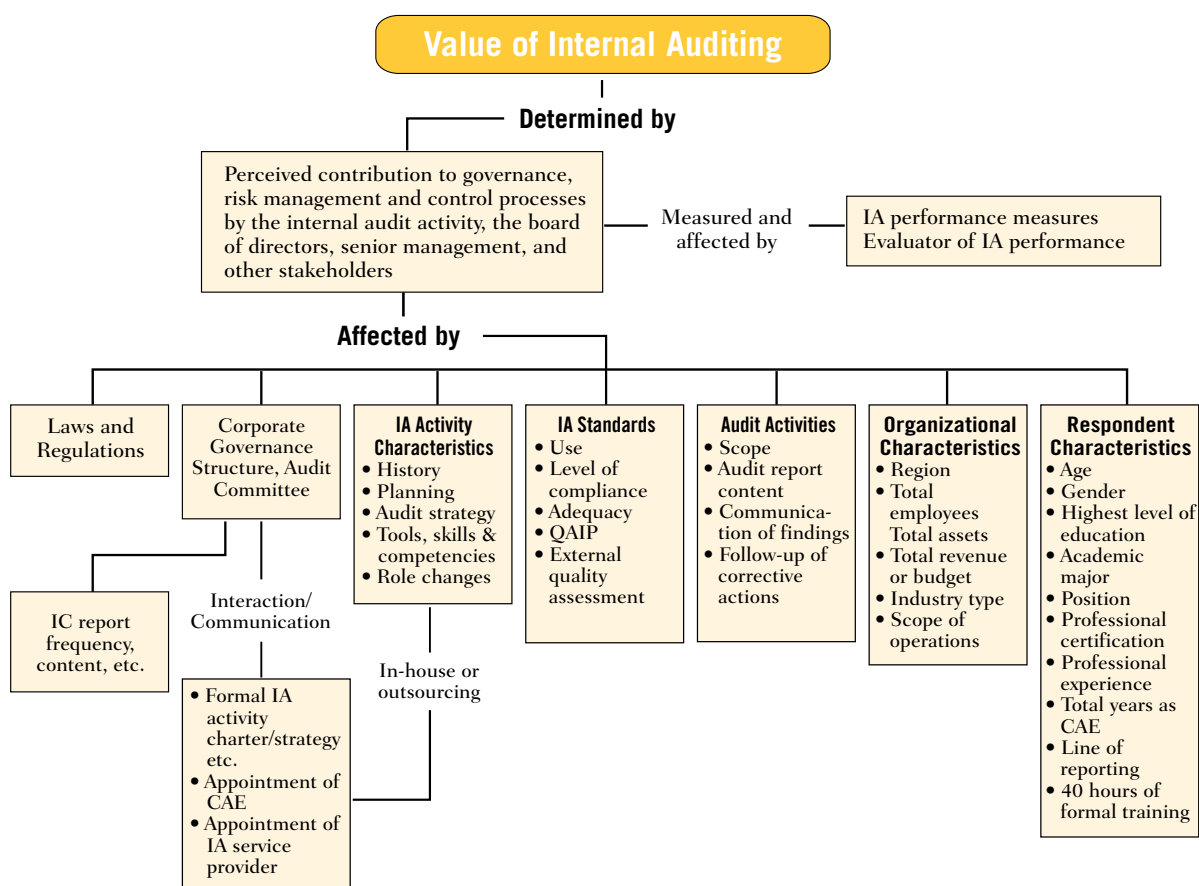 Value of Internal Auditing
Determined by
Perceived contribution to governance,
risk management and control processes
by the internal audit activity, the board
of directors, senior management, and
other stakeholders
Measured and
affected by
IA performance measures
Evaluator of IA performance
Affected by
Laws and
Regulations
Corporate
Governance
Structure, Audit
Committee
IA Activity
Characteristics
• History
• Planning
• Audit strategy
• Tools, skills &
competencies
• Role changes
IA Standards
• Use
• Level of
compliance
• Adequacy
• QAIP
• External
quality
assessment
Audit Activities
• Scope
• Audit report
content
• Communica-
tion of findings
• Follow-up of
corrective
actions
Organizational
Characteristics
• Region
• Total
employees
Total assets
• Total revenue
or budget
• Industry type
• Scope of
operations
Respondent
Characteristics
• Age
• Gender
• Highest level of
education
• Academic
major
• Position
• Professional
certification
• Professional
experience
• Total years as
CAE
• Line of
reporting
• 40 hours of
formal training
IC report
frequency,
content, etc.
Interaction/
Communication
In-house or
outsourcing
• Formal IA
activity
charter/strategy
etc.
• Appointment of
CAE
• Appointment of
IA service
provider